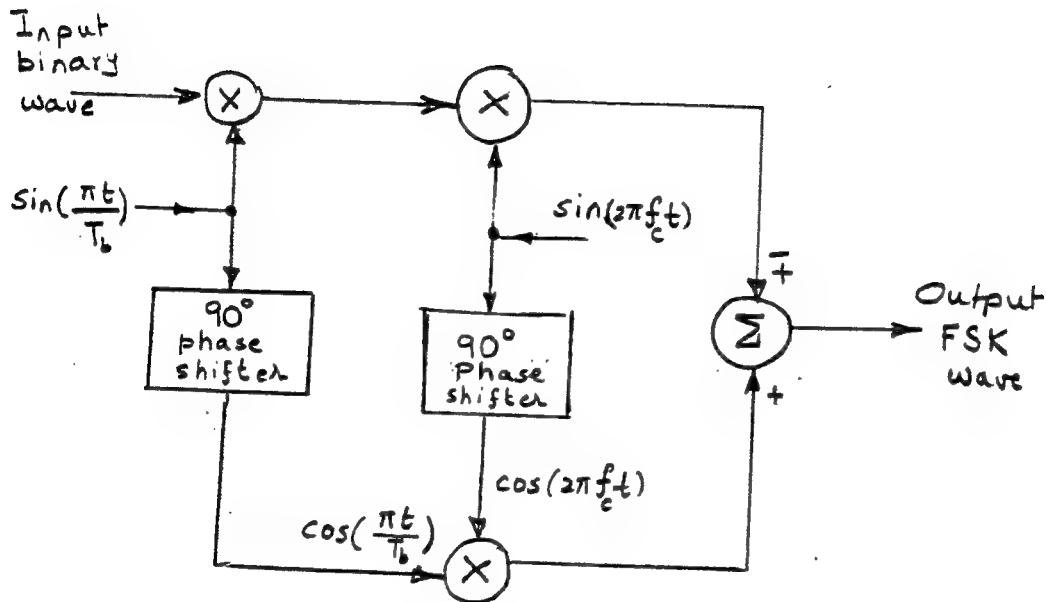 Input
binary
wave
×
×
sin(πt/T_b)
sin(2πf_c t)
90°
phase
shifter
90°
Phase
shifter
∓
Σ
+
Output
FSK
wave
cos(2πf_c t)
cos(πt/T_b)
×